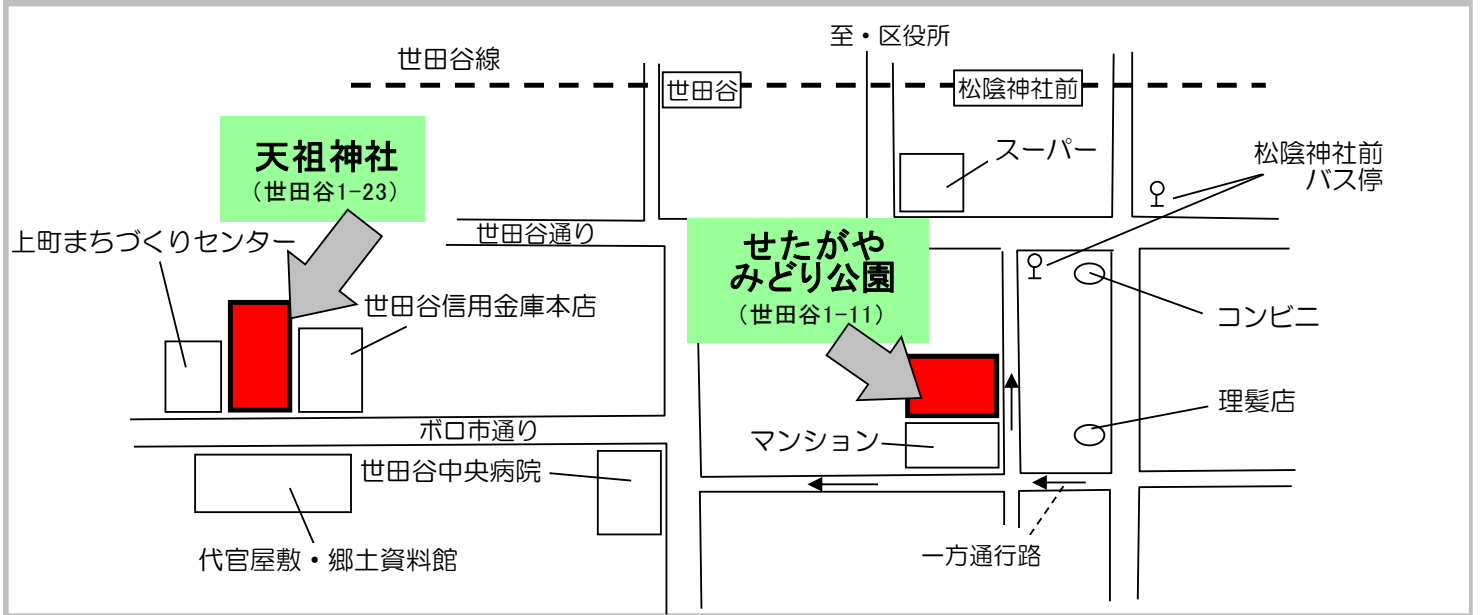 至・区役所
世田谷線
世田谷
松陰神社前
天祖神社
(世田谷1-23)
スーパー
松陰神社前
バス停
上町まちづくりセンター
世田谷通り
せたがや
みどり公園
(世田谷1-11)
世田谷信用金庫本店
コンビニ
理髪店
ボロ市通り
マンション
世田谷中央病院
代官屋敷・郷土資料館
一方通行路